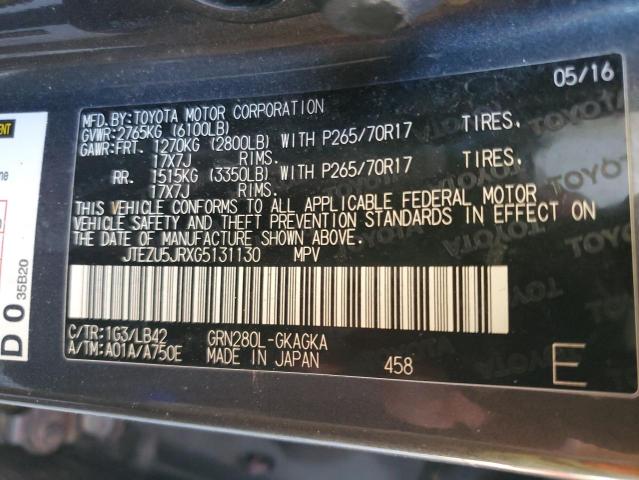 05/16
MFD.BY:TOYOTA MOTOR CORPORATION
GVWR:2765KG (6100LB)
GAWR:FRT. 1270KG (2800LB) WITH P265/70R17 TIRES,
17X7J RIMS.
RR. 1515KG (3350LB) WITH P265/70R17 TIRES,
17X7J RIMS.
THIS VEHICLE CONFORMS TO ALL APPLICABLE FEDERAL MOTOR
VEHICLE SAFETY AND THEFT PREVENTION STANDARDS IN EFFECT ON
THE DATE OF MANUFACTURE SHOWN ABOVE.
JTEZU5JRXG5131130 MPV
C/TR:1G3/LB42 GRN280L-GKAGKA
A/TM:A01A/A750E MADE IN JAPAN 458 E
D 0
35B20
TOYOTA